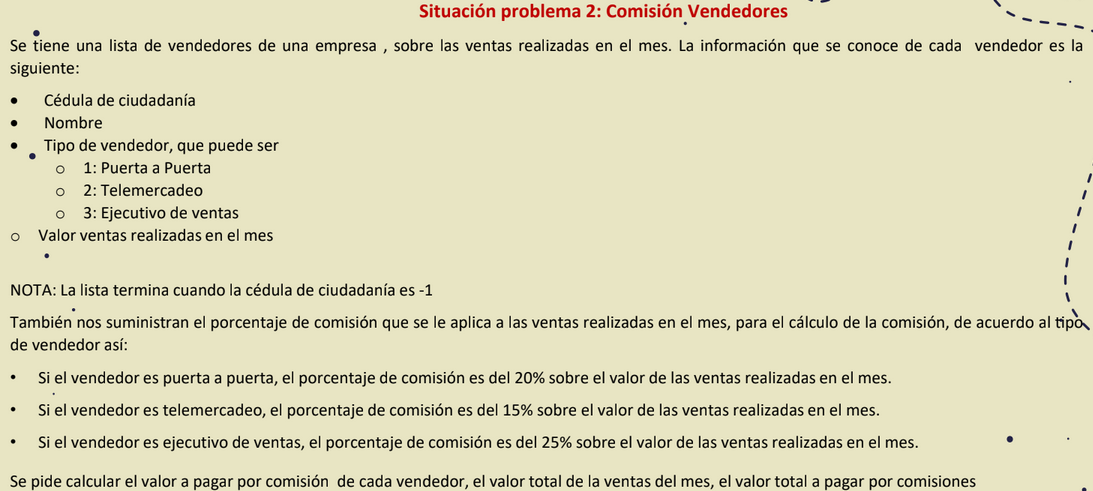 Situación problema 2: Comisión Vendedores
Se tiene una lista de vendedores de una empresa , sobre las ventas realizadas en el mes. La información que se conoce de cada vendedor es la
siguiente:
• Cédula de ciudadanía
• Nombre
• Tipo de vendedor, que puede ser
o 1: Puerta a Puerta
o 2: Telemercadeo
o 3: Ejecutivo de ventas
o Valor ventas realizadas en el mes
NOTA: La lista termina cuando la cédula de ciudadanía es -1
También nos suministran el porcentaje de comisión que se le aplica a las ventas realizadas en el mes, para el cálculo de la comisión, de acuerdo al tipo
de vendedor así:
• Si el vendedor es puerta a puerta, el porcentaje de comisión es del 20% sobre el valor de las ventas realizadas en el mes.
• Si el vendedor es telemercadeo, el porcentaje de comisión es del 15% sobre el valor de las ventas realizadas en el mes.
• Si el vendedor es ejecutivo de ventas, el porcentaje de comisión es del 25% sobre el valor de las ventas realizadas en el mes.
Se pide calcular el valor a pagar por comisión de cada vendedor, el valor total de la ventas del mes, el valor total a pagar por comisiones